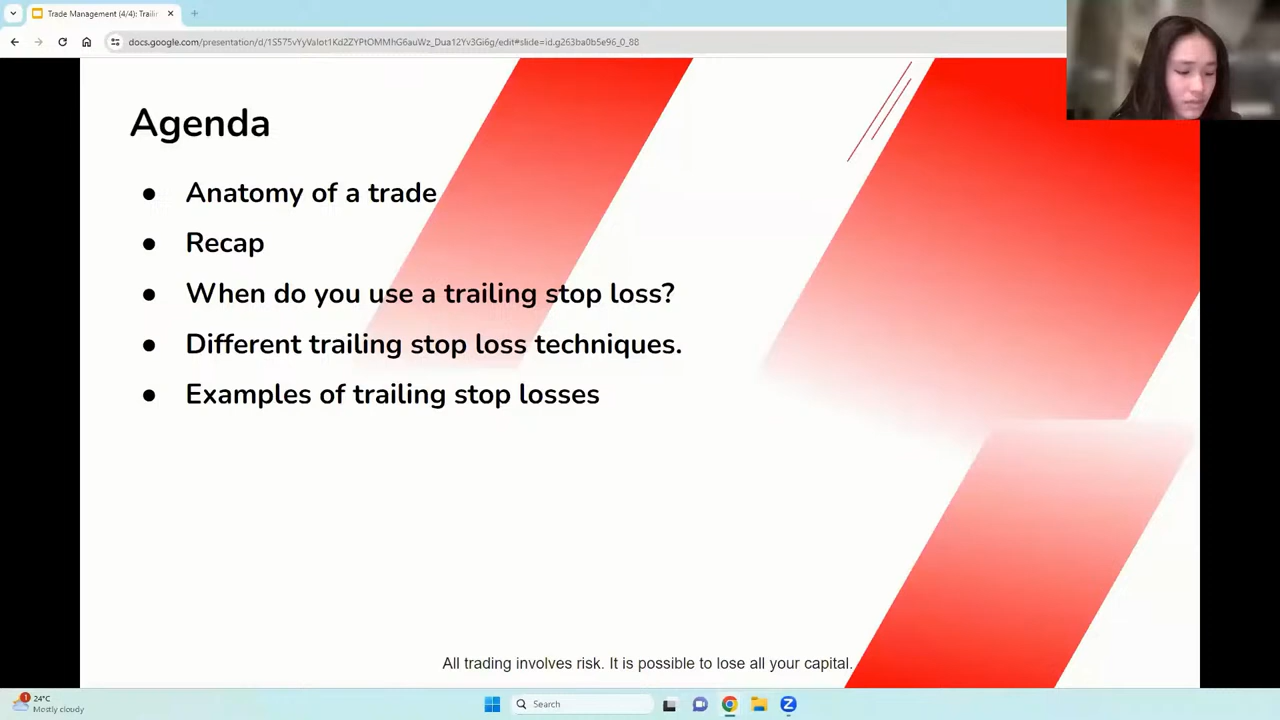 Trade Management (4/4): Traili
docs.google.com/presentation/d/1S575vYyValot1Kd2ZYPtOMMhG6auWz_Dua12Yv3Gi6g/edit#slide=id.g263ba0b5e96_0_88
Agenda
● Anatomy of a trade
● Recap
● When do you use a trailing stop loss?
● Different trailing stop loss techniques.
● Examples of trailing stop losses
All trading involves risk. It is possible to lose all your capital.
1
24°C
Mostly cloudy
Search